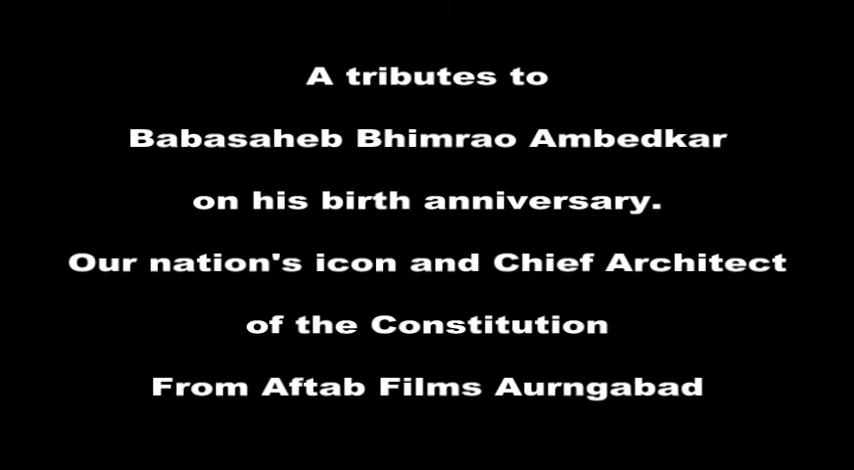 A tributes to
Babasaheb Bhimrao Ambedkar
on his birth anniversary.
Our nation's icon and Chief Architect
of the Constitution
From Aftab Films Aurngabad